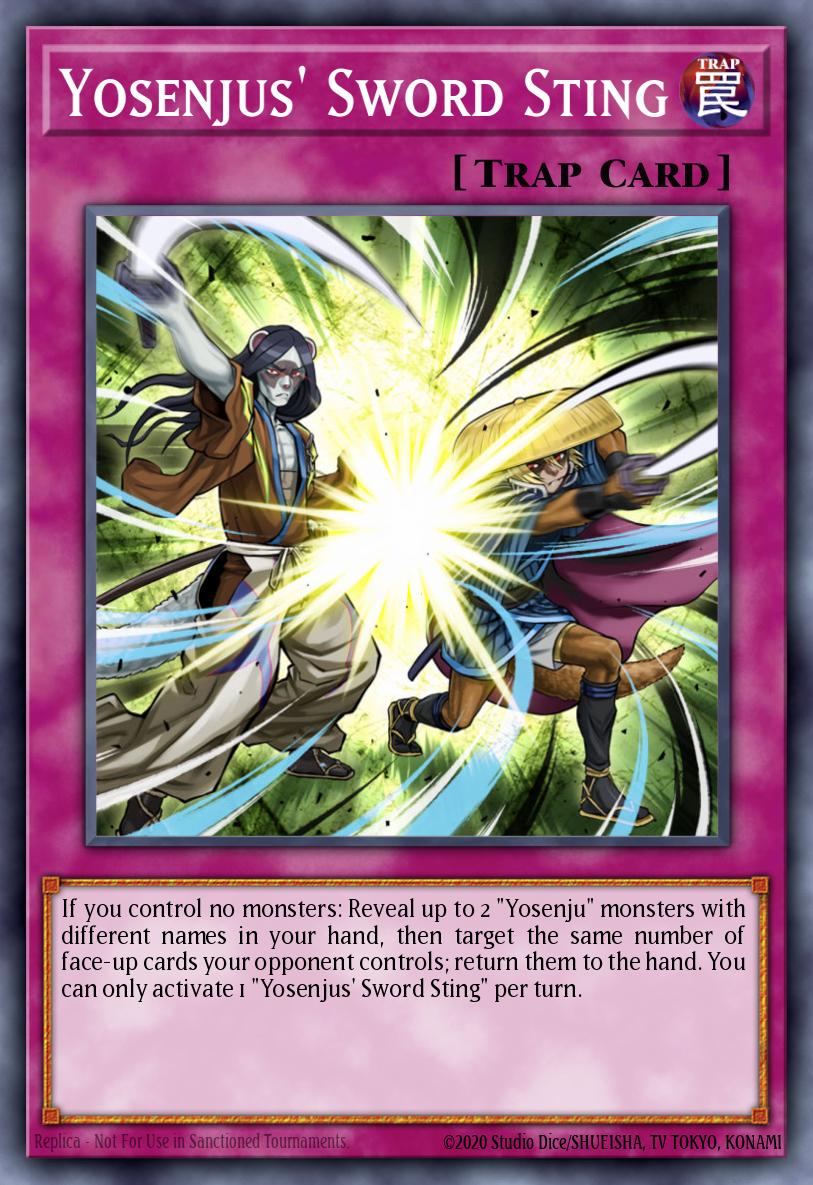 Yosenjus' Sword Sting
TRAP
罠
[Trap Card]
If you control no monsters: Reveal up to 2 "Yosenju" monsters with
different names in your hand, then target the same number of
face-up cards your opponent controls; return them to the hand. You
can only activate 1 "Yosenjus' Sword Sting" per turn.
Replica - Not For Use in Sanctioned Tournaments.
©2020 Studio Dice/SHUEISHA, TV TOKYO, KONAMI